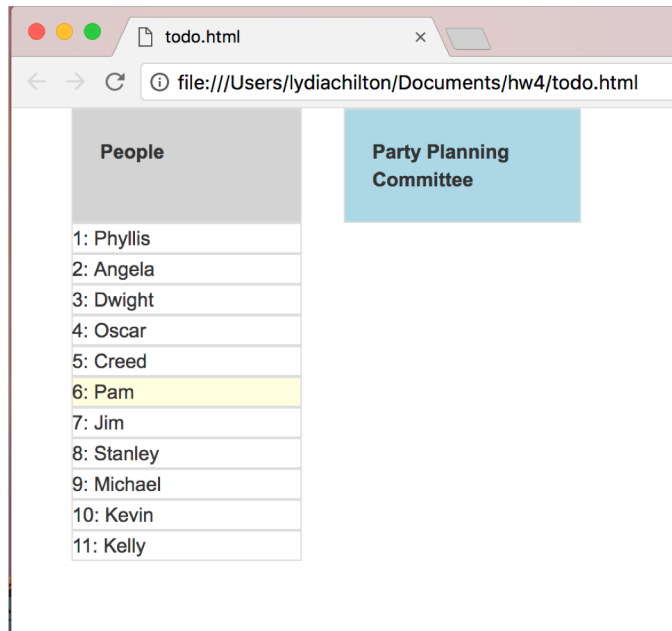 todo.html
file:///Users/lydiachilton/Documents/hw4/todo.html
People
Party Planning
Committee
1: Phyllis
2: Angela
3: Dwight
4: Oscar
5: Creed
6: Pam
7: Jim
8: Stanley
9: Michael
10: Kevin
11: Kelly